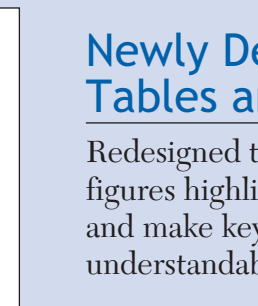 Newly De
Tables a
Redesigned t
figures highli
and make key
understandab